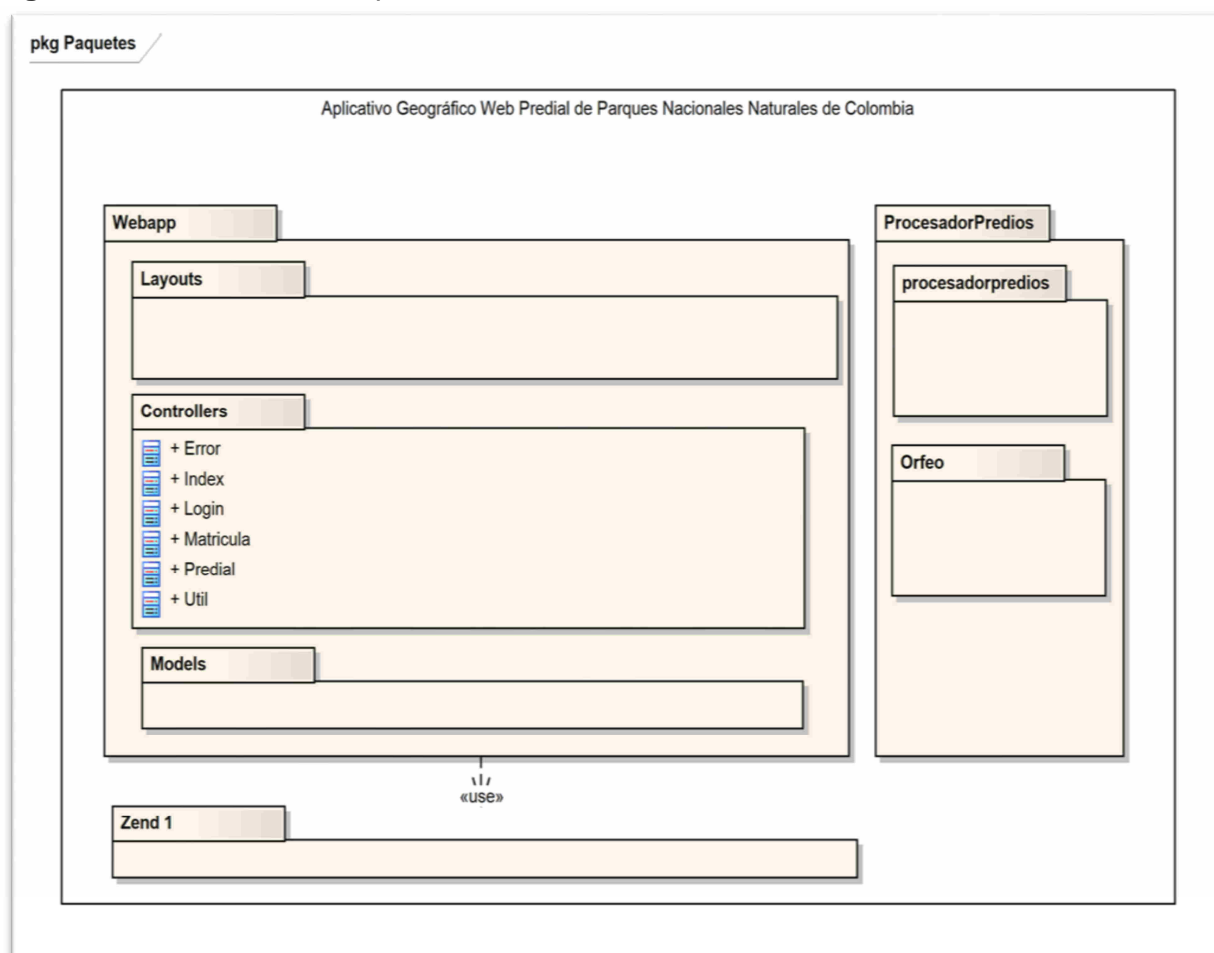 pkg Paquetes
Aplicativo Geográfico Web Predial de Parques Nacionales Naturales de Colombia
Webapp
Layouts
Controllers
+ Error
+ Index
+ Login
+ Matricula
+ Predial
+ Util
Models
«use»
Zend 1
ProcesadorPredios
procesadorpredios
Orfeo